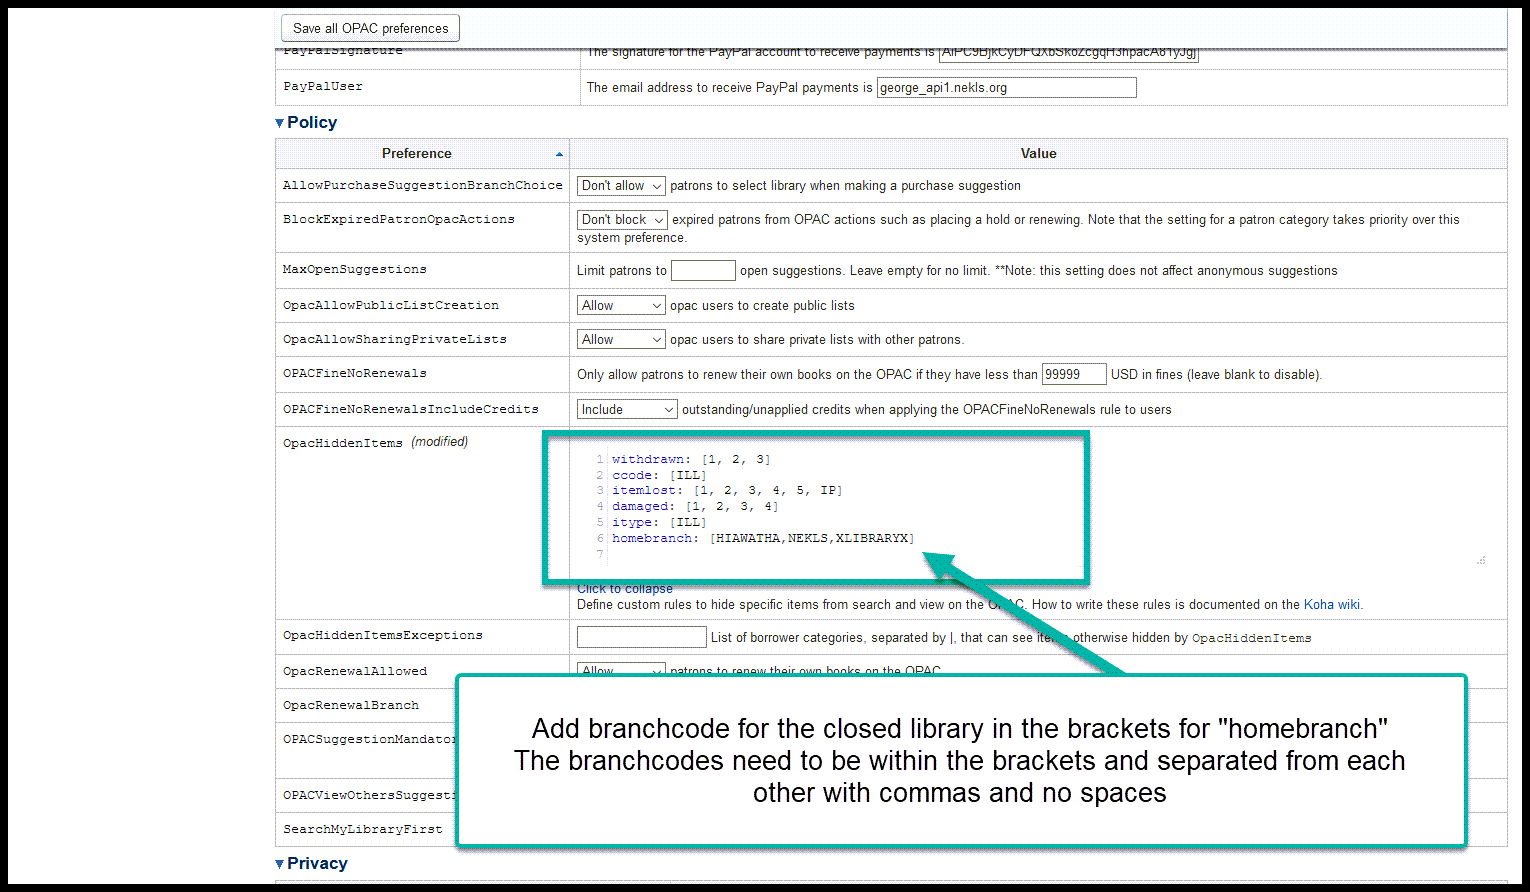 Save all OPAC preferences
PayPalSignature The signature for the PayPal account to receive payments is
PayPalUser The email address to receive PayPal payments is george_api1.nekls.org
Policy
Preference Value
AllowPurchaseSuggestionBranchChoice Don't allow patrons to select library when making a purchase suggestion
BlockExpiredPatronOpacActions Don't block expired patrons from OPAC actions such as placing a hold or renewing. Note that the setting for a patron category takes priority over this
system preference.
MaxOpenSuggestions Limit patrons to open suggestions. Leave empty for no limit. **Note: this setting does not affect anonymous suggestions
OpacAllowPublicListCreation Allow opac users to create public lists
OpacAllowSharingPrivateLists Allow opac users to share private lists with other patrons.
OPACFineNoRenewals Only allow patrons to renew their own books on the OPAC if they have less than 99999 USD in fines (leave blank to disable).
OPACFineNoRenewalsIncludeCredits Include outstanding/unapplied credits when applying the OPACFineNoRenewals rule to users
OpacHiddenItems (modified)
1 withdrawn: [1, 2, 3]
2 ccode: [ILL]
3 itemlost: [1, 2, 3, 4, 5, IP]
4 damaged: [1, 2, 3, 4]
5 itype: [ILL]
6 homebranch: [HIAWATHA,NEKLS,XLIBRARYX]
7
Click to collapse
Define custom rules to hide specific items from search and view on the OPAC. How to write these rules is documented on the Koha wiki.
OpacHiddenItemsExceptions List of borrower categories, separated by |, that can see items otherwise hidden by OpacHiddenItems
OpacRenewalAllowed Allow patrons to renew their own books on the OPAC
OpacRenewalBranch
OPACSuggestionMandator
OPACViewOthersSuggesti
SearchMyLibraryFirst
Add branchcode for the closed library in the brackets for "homebranch"
The branchcodes need to be within the brackets and separated from each
other with commas and no spaces
Privacy